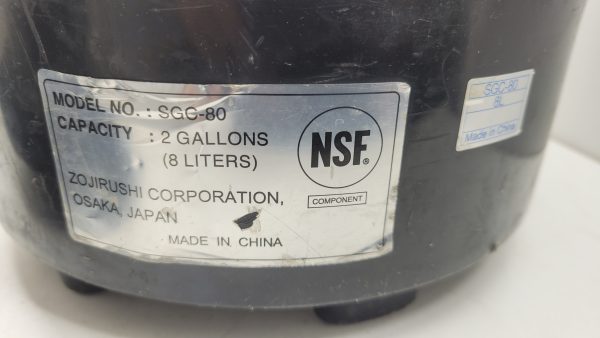 MODEL NO. : SGC-80
CAPACITY : 2 GALLONS
(8 LITERS)
ZOJIRUSHI CORPORATION,
OSAKA, JAPAN
MADE IN CHINA
NSF®
COMPONENT
SGC-80
8L
Made in China